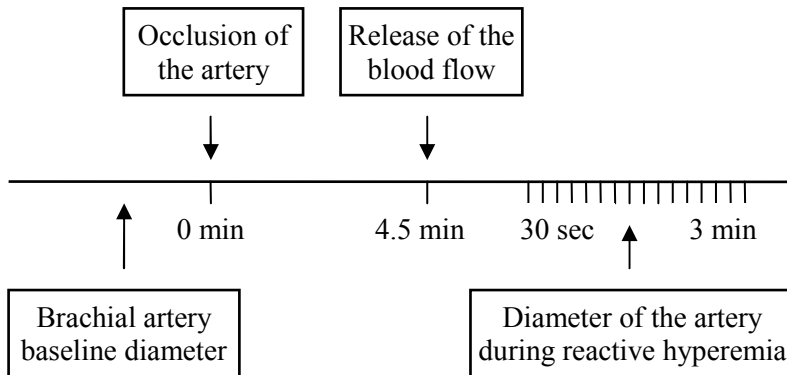 Occlusion of
the artery
Release of the
blood flow
0 min
4.5 min
30 sec
3 min
Brachial artery
baseline diameter
Diameter of the artery
during reactive hyperemia